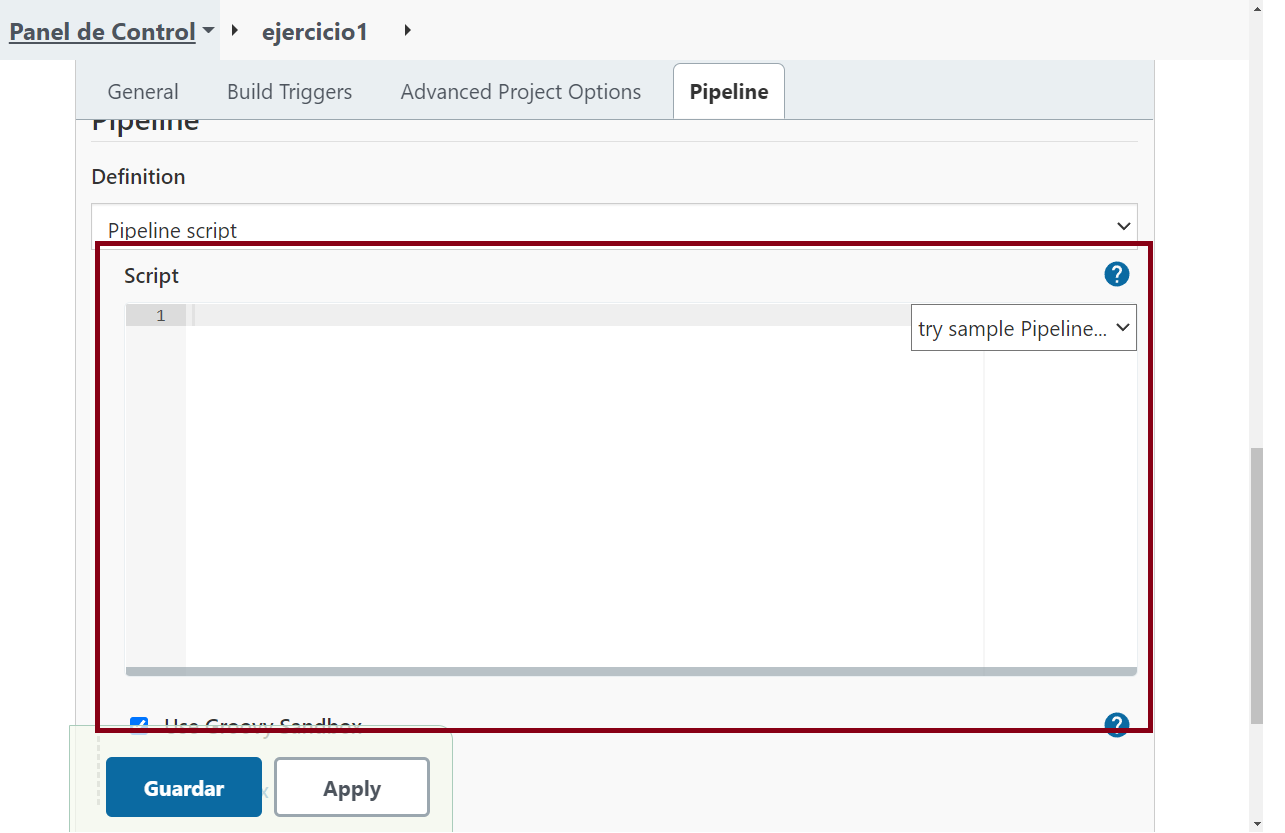 Panel de Control ejercicio1
General Build Triggers Advanced Project Options Pipeline
Pipeline
Definition
Pipeline script
Script ?
1
try sample Pipeline...
Use Groovy Sandbox ?
Guardar Apply